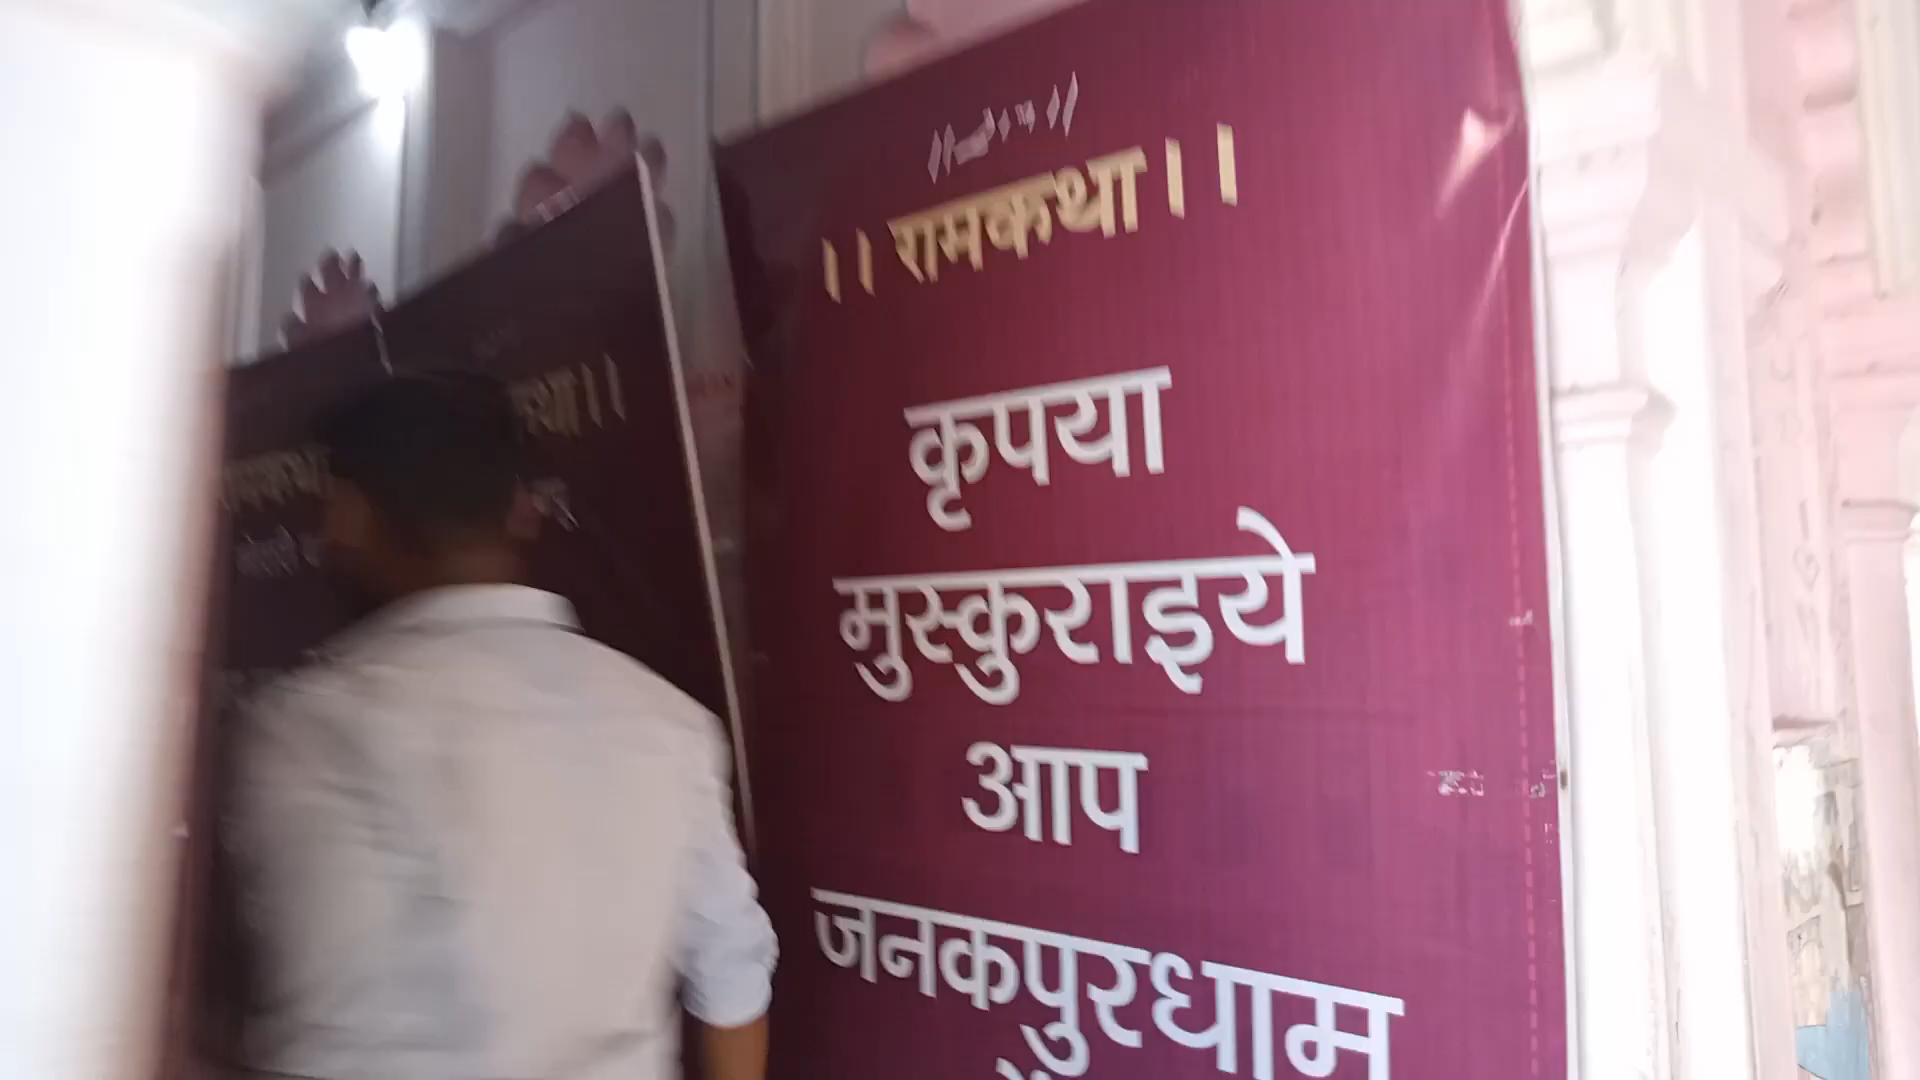 ।। रामकथा ।।
कृपया
मुस्कुराइये
आप
जनकपुरधाम
था।।